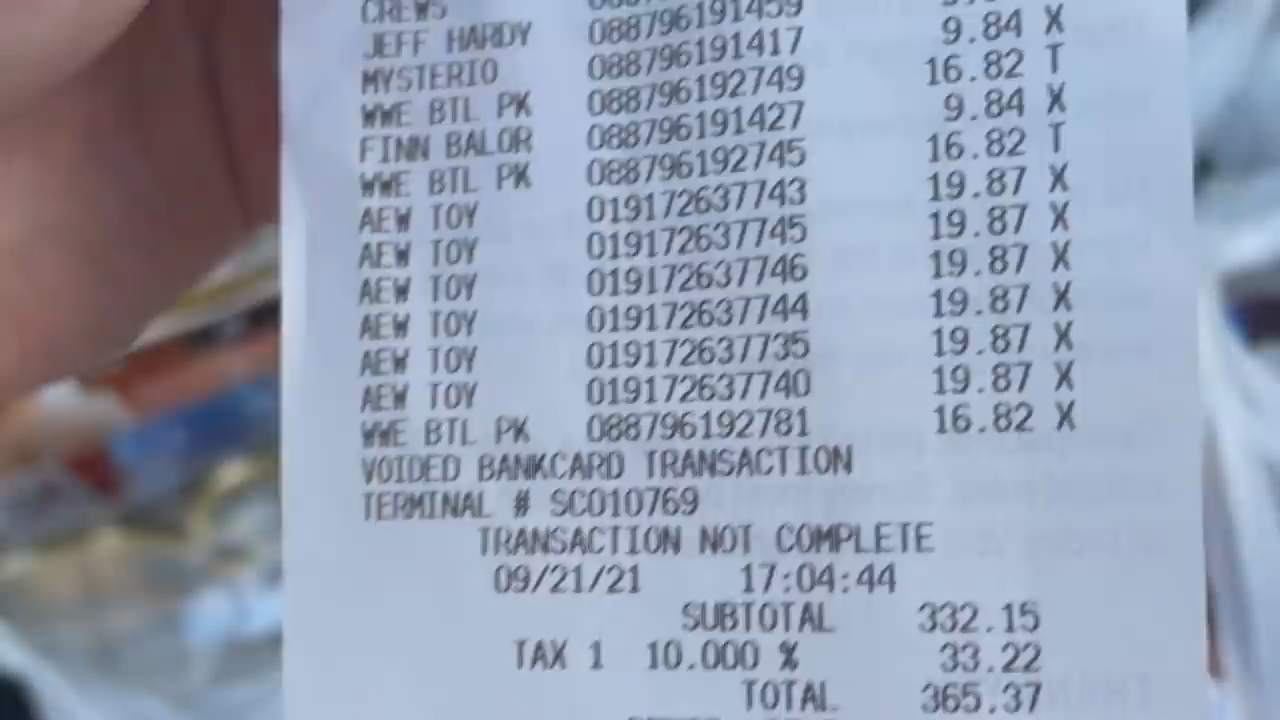 CREWS
JEFF HARDY 088796191459
MYSTERIO 088796191417 9.84 X
WWE BTL PK 088796192749 16.82 T
FINN BALOR 088796191427 9.84 X
WWE BTL PK 088796192745 16.82 T
AEW TOY 019172637743 19.87 X
AEW TOY 019172637745 19.87 X
AEW TOY 019172637746 19.87 X
AEW TOY 019172637744 19.87 X
AEW TOY 019172637735 19.87 X
AEW TOY 019172637740 19.87 X
WWE BTL PK 088796192781 16.82 X
VOIDED BANKCARD TRANSACTION
TERMINAL # SC010769
TRANSACTION NOT COMPLETE
09/21/21 17:04:44
SUBTOTAL 332.15
TAX 1 10.000 % 33.22
TOTAL 365.37